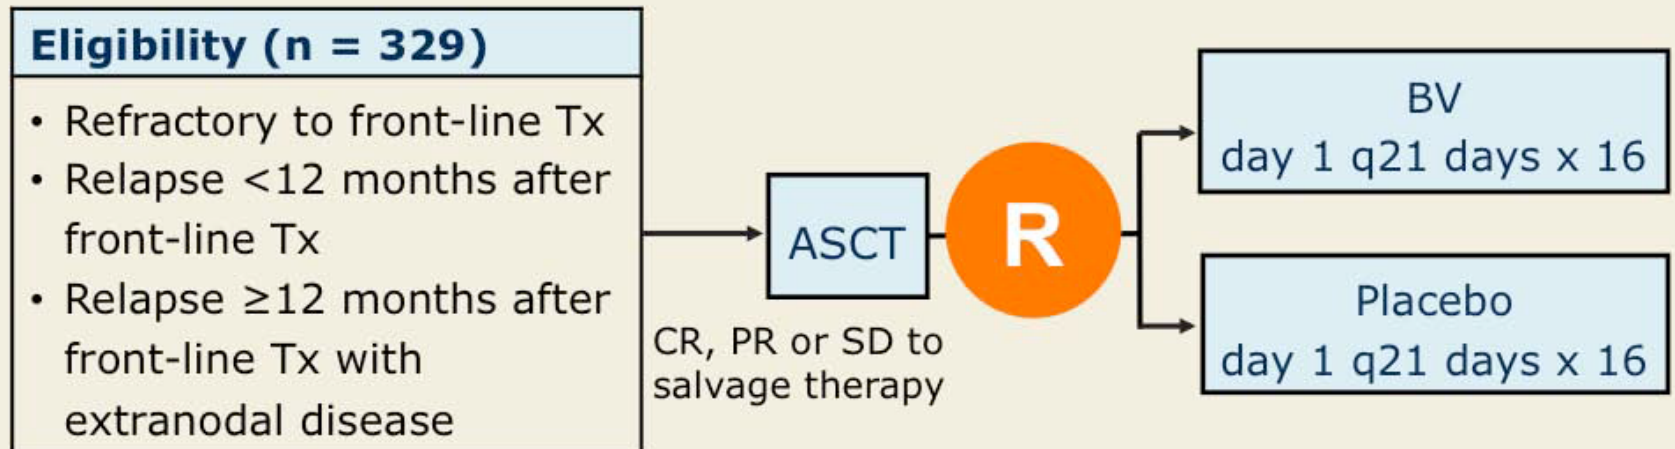 Eligibility (n = 329)
• Refractory to front-line Tx
• Relapse <12 months after
front-line Tx
• Relapse ≥12 months after
front-line Tx with
extranodal disease
ASCT
CR, PR or SD to
salvage therapy
R
BV
day 1 q21 days x 16
Placebo
day 1 q21 days x 16